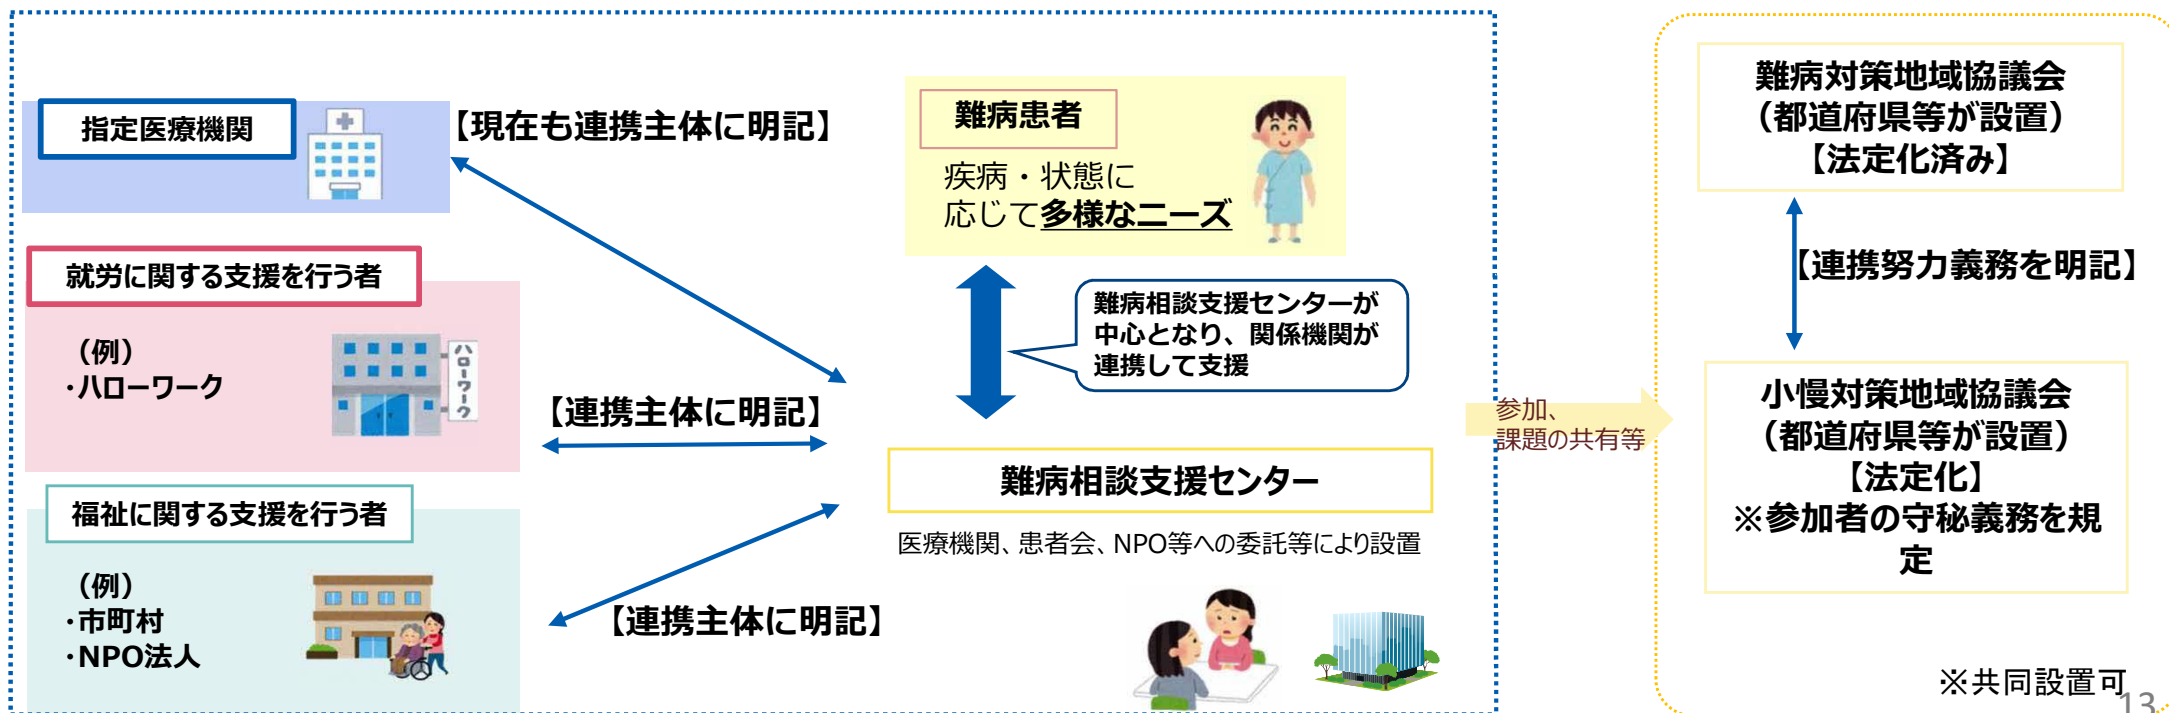 指定医療機関
【現在も連携主体に明記】
就労に関する支援を行う者
（例）
・ハローワーク
ハローワーク
【連携主体に明記】
福祉に関する支援を行う者
（例）
・市町村
・NPO法人
【連携主体に明記】
難病患者
疾病・状態に
応じて多様なニーズ
難病相談支援センターが
中心となり、関係機関が
連携して支援
難病相談支援センター
医療機関、患者会、NPO等への委託等により設置
参加、
課題の共有等
難病対策地域協議会
（都道府県等が設置）
【法定化済み】
【連携努力義務を明記】
小慢対策地域協議会
（都道府県等が設置）
【法定化】
※参加者の守秘義務を規
定
※共同設置可
13